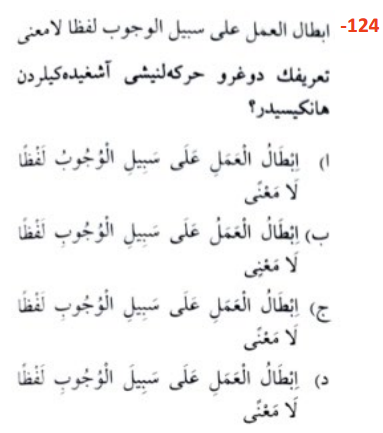 124- ابطال العمل على سبيل الوجوب لفظا لامعنى
تعريفك دوغرو حركه‌لنيشى آشغيده‌كيلردن
هانكيسيدر؟
ا) اِبْطَالُ الْعَمَلِ عَلَى سَبِيلِ الْوُجُوبُ لَفْظًا
لَا مَعْنًى
ب) اِبْطَالُ الْعَمَلُ عَلَى سَبِيلِ الْوُجُوبِ لَفْظًا
لَا مَعْنِى
ج) اِبْطَالُ الْعَمَلِ عَلَى سَبِيلِ الْوُجُوبِ لَفْظًا
لَا مَعْنًى
د) اِبْطَالُ الْعَمَلِ عَلَى سَبِيلَ الْوُجُوبِ لَفْظًا
لَا مَعْنًى